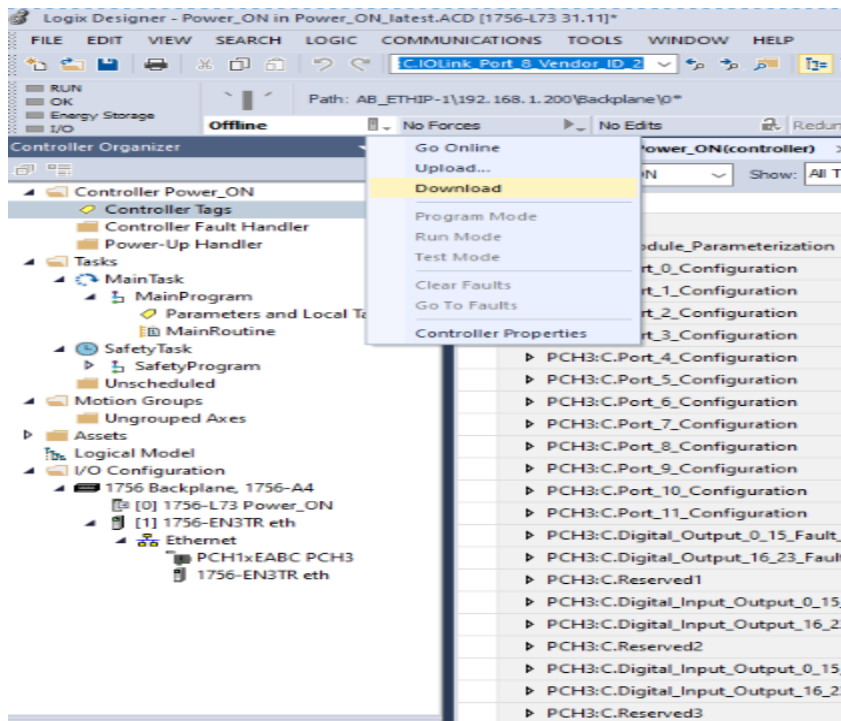 Logix Designer - Power_ON in Power_ON_latest.ACD [1756-L73 31.11]*
FILE EDIT VIEW SEARCH LOGIC COMMUNICATIONS TOOLS WINDOW HELP
C.IOLink_Port_8_Vendor_ID_2
RUN
OK
Energy Storage
I/O
Path: AB_ETHIP-1\192.168.1.200\Backplane\0*
Offline No Forces No Edits Redun
Controller Organizer
Controller Power_ON
Controller Tags
Controller Fault Handler
Power-Up Handler
Tasks
MainTask
MainProgram
Parameters and Local Ta
MainRoutine
SafetyTask
SafetyProgram
Unscheduled
Motion Groups
Ungrouped Axes
Assets
Logical Model
I/O Configuration
1756 Backplane, 1756-A4
[0] 1756-L73 Power_ON
[1] 1756-EN3TR eth
Ethernet
PCH1xEABC PCH3
1756-EN3TR eth
Go Online
Upload...
Download
Program Mode
Run Mode
Test Mode
Clear Faults
Go To Faults
Controller Properties
ower_ON(controller)
N Show: All T
dule_Parameterization
rt_0_Configuration
rt_1_Configuration
rt_2_Configuration
rt_3_Configuration
PCH3:C.Port_4_Configuration
PCH3:C.Port_5_Configuration
PCH3:C.Port_6_Configuration
PCH3:C.Port_7_Configuration
PCH3:C.Port_8_Configuration
PCH3:C.Port_9_Configuration
PCH3:C.Port_10_Configuration
PCH3:C.Port_11_Configuration
PCH3:C.Digital_Output_0_15_Fault_
PCH3:C.Digital_Output_16_23_Fault
PCH3:C.Reserved1
PCH3:C.Digital_Input_Output_0_15_
PCH3:C.Digital_Input_Output_16_2
PCH3:C.Reserved2
PCH3:C.Digital_Input_Output_0_15_
PCH3:C.Digital_Input_Output_16_2
PCH3:C.Reserved3